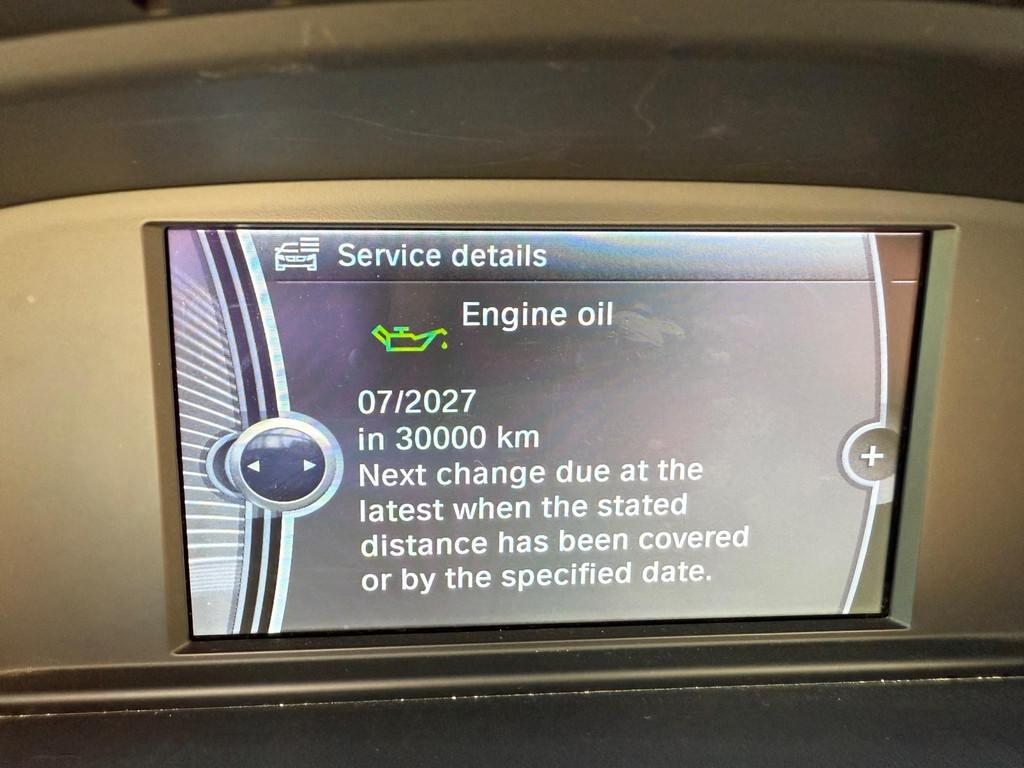 Service details
Engine oil
07/2027
in 30000 km
Next change due at the
latest when the stated
distance has been covered
or by the specified date.
+